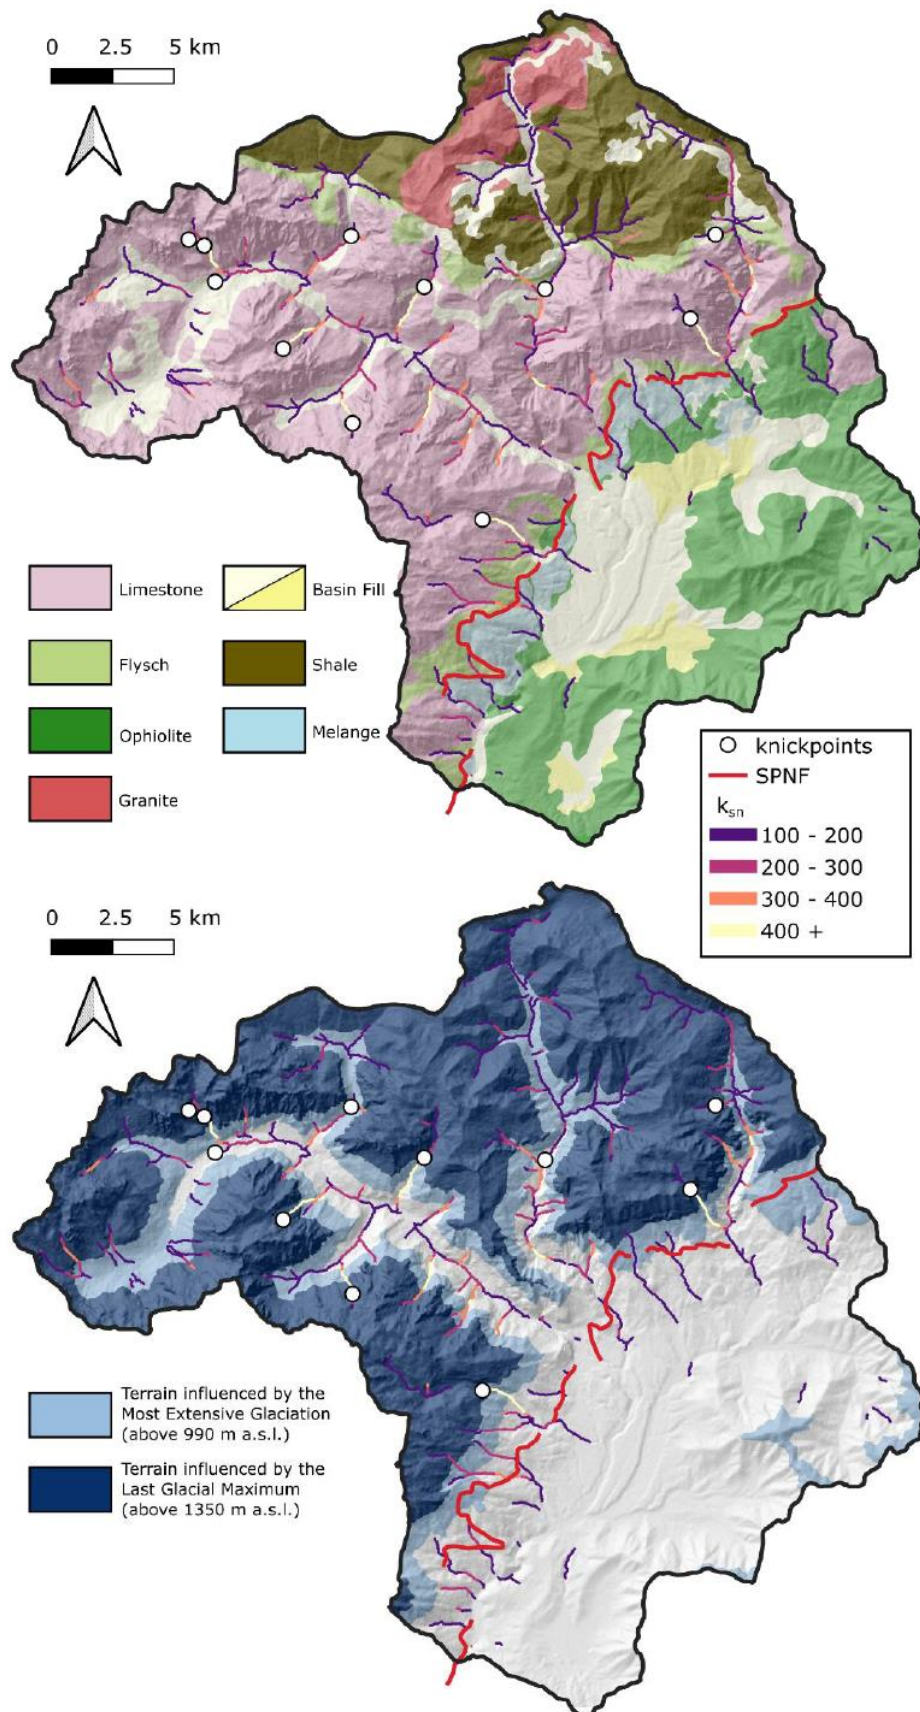 0 2.5 5 km
Limestone
Basin Fill
Flysch
Shale
Ophiolite
Melange
Granite
knickpoints
SPNF
ksn
100 - 200
200 - 300
300 - 400
400 +
0 2.5 5 km
Terrain influenced by the
Most Extensive Glaciation
(above 990 m a.s.l.)
Terrain influenced by the
Last Glacial Maximum
(above 1350 m a.s.l.)